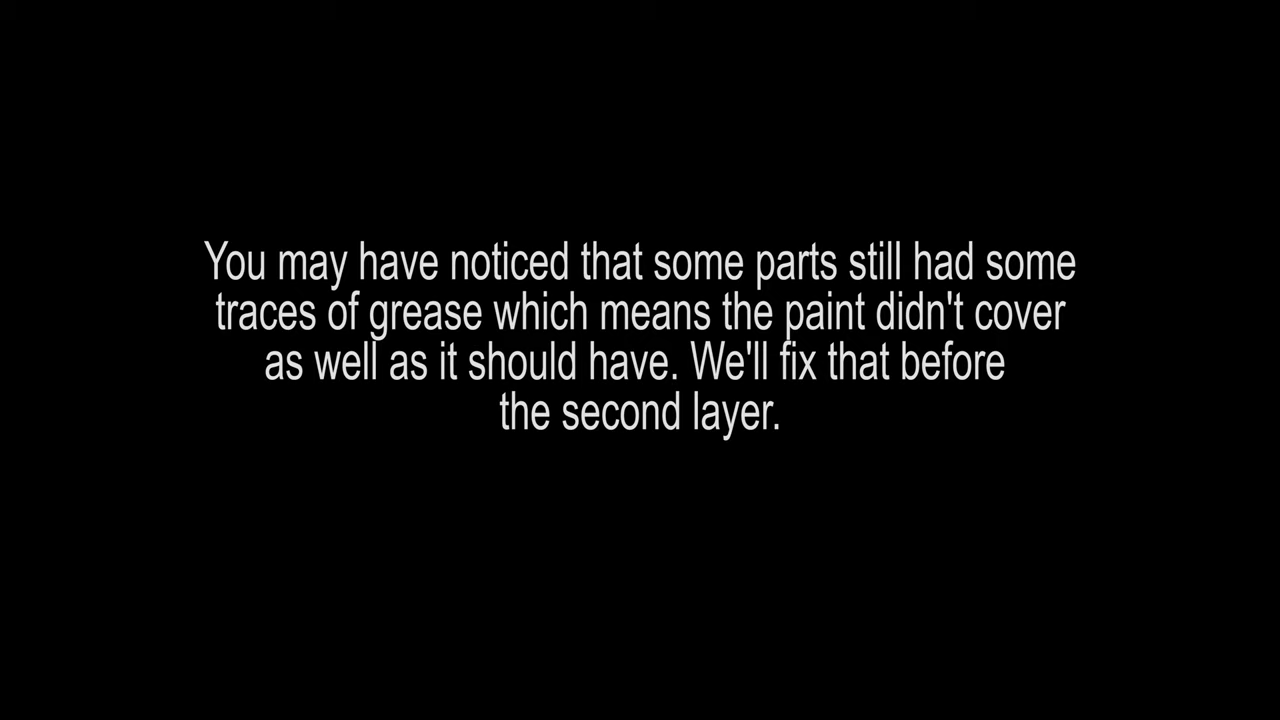 You may have noticed that some parts still had some
traces of grease which means the paint didn't cover
as well as it should have. We'll fix that before
the second layer.